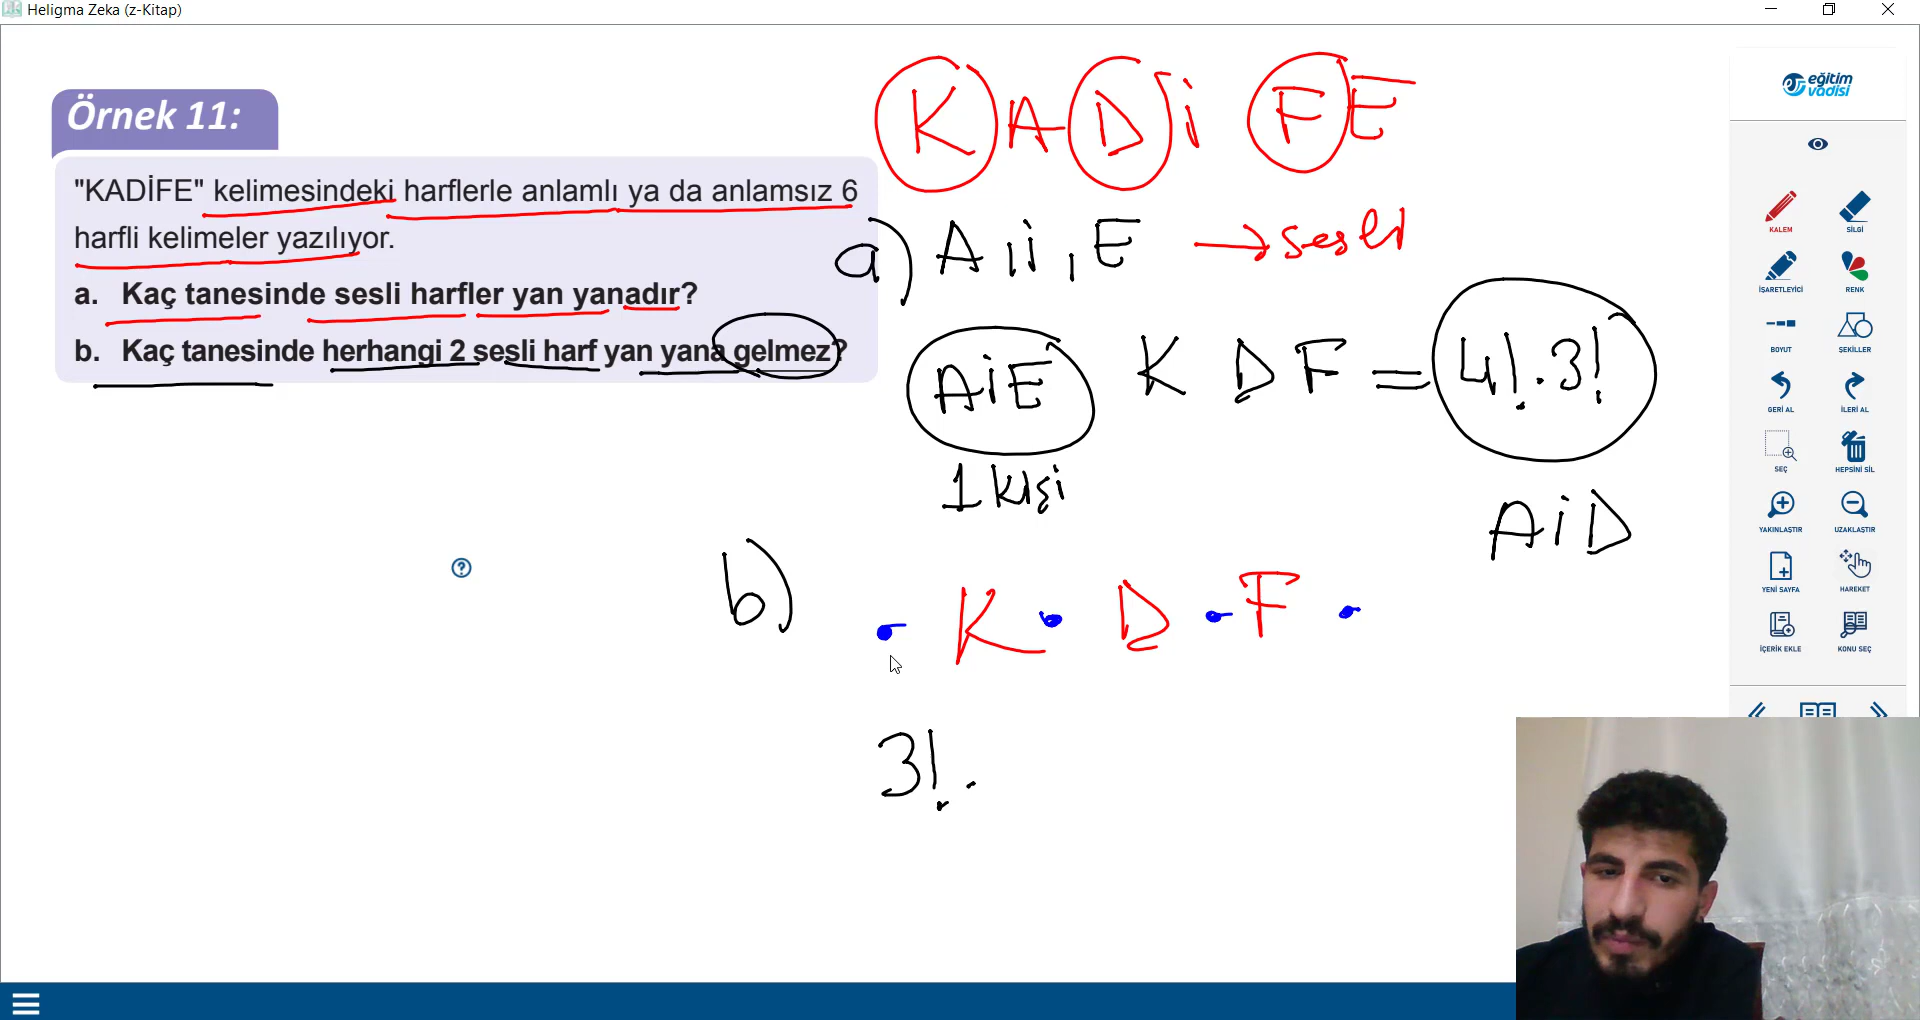 Heligma Zeka (z-Kitap)
Örnek 11:
"KADİFE" kelimesindeki harflerle anlamlı ya da anlamsız 6
harfli kelimeler yazılıyor.
a. Kaç tanesinde sesli harfler yan yanadır?
b. Kaç tanesinde herhangi 2 sesli harf yan yana gelmez?
KADİFE
a) A, İ, E → sesli
AİE K D F = 4! . 3!
1 kişi
AİD
b) K D F
3! .
eğitim
vadisi
KALEM SİLGİ
İŞARETLEYİCİ RENK
BOYUT ŞEKİLLER
GERİ AL İLERİ AL
SEÇ HEPSİNİ SİL
YAKINLAŞTIR UZAKLAŞTIR
YENİ SAYFA HAREKET
İÇERİK EKLE KONU SEÇ